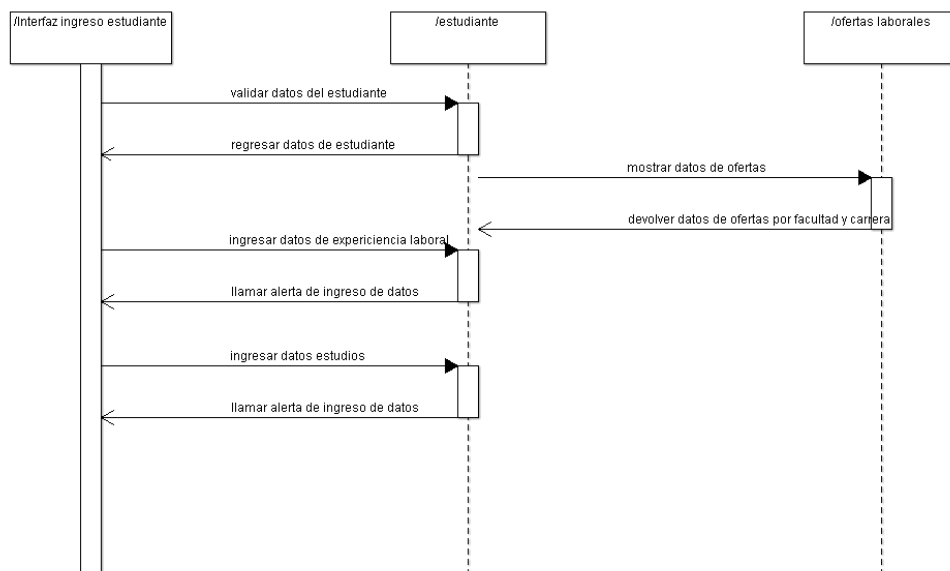 /Interfaz ingreso estudiante
/estudiante
/ofertas laborales
validar datos del estudiante
regresar datos de estudiante
mostrar datos de ofertas
devolver datos de ofertas por facultad y carrera
ingresar datos de expericiencia laboral
llamar alerta de ingreso de datos
ingresar datos estudios
llamar alerta de ingreso de datos